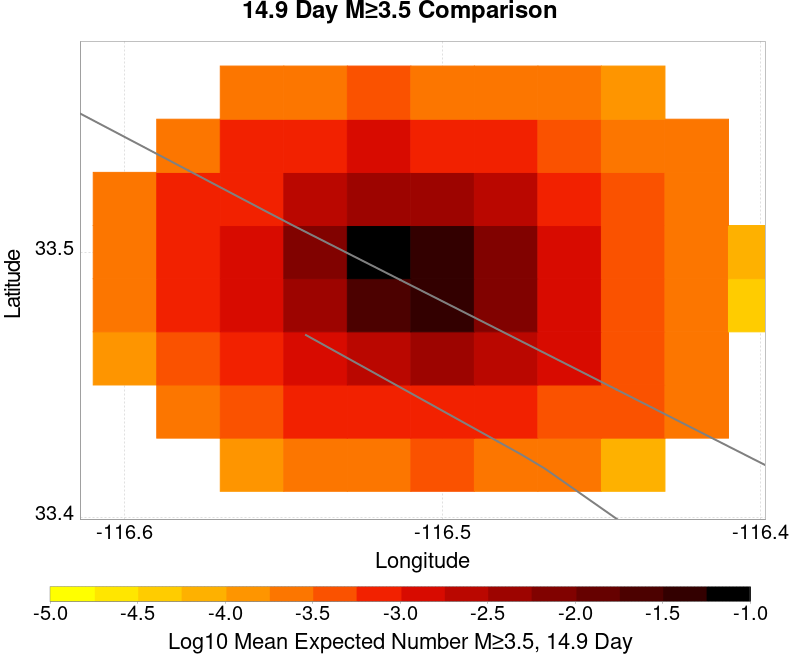 14.9 Day M≥3.5 Comparison
Latitude
33.5
33.4
-116.6 -116.5 -116.4
Longitude
-5.0 -4.5 -4.0 -3.5 -3.0 -2.5 -2.0 -1.5 -1.0
Log10 Mean Expected Number M≥3.5, 14.9 Day